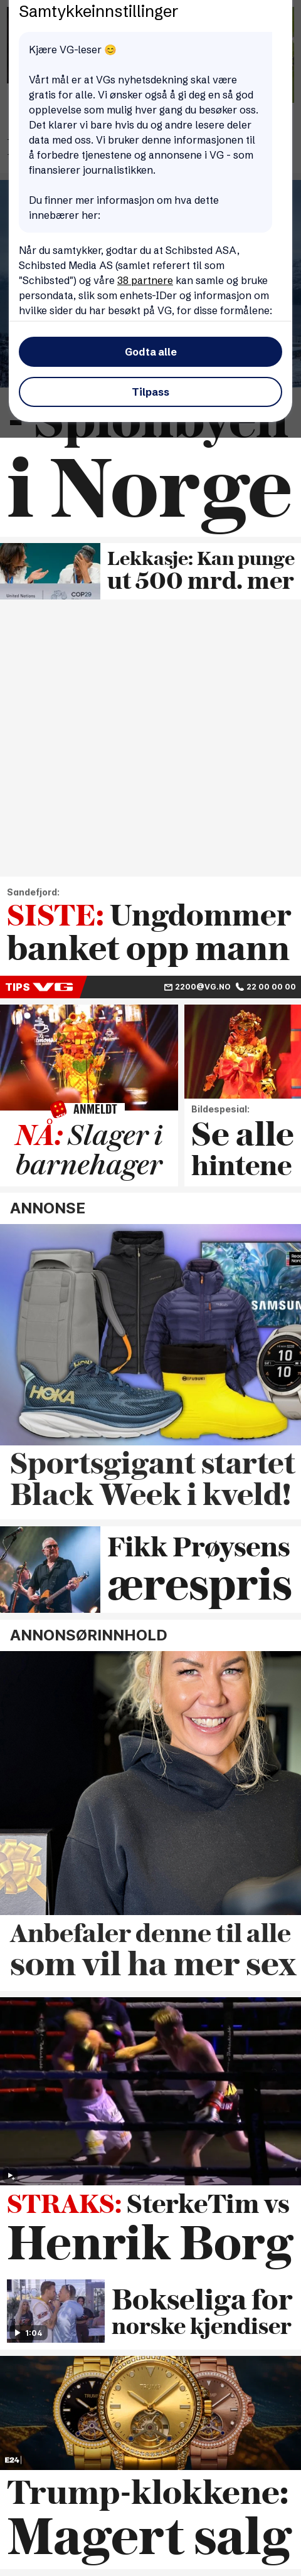 Samtykkeinnstillinger
Kjære VG-leser 😊
Vårt mål er at VGs nyhetsdekning skal være
gratis for alle. Vi ønsker også å gi deg en så god
opplevelse som mulig hver gang du besøker oss.
Det klarer vi bare hvis du og andre lesere deler
data med oss. Vi bruker denne informasjonen til
å forbedre tjenestene og annonsene i VG - som
finansierer journalistikken.
Du finner mer informasjon om hva dette
innebærer her:
Når du samtykker, godtar du at Schibsted ASA,
Schibsted Media AS (samlet referert til som
"Schibsted") og våre 38 partnere kan samle og bruke
persondata, slik som enhets-IDer og informasjon om
hvilke sider du har besøkt på VG, for disse formålene:
Godta alle
Tilpass
- spionbyen
i Norge
United Nations
COP29
Lekkasje: Kan punge
ut 500 mrd. mer
Sandefjord:
SISTE: Ungdommer
banket opp mann
TIPS VG
2200@VG.NO
22 00 00 00
ANMELDT
NÅ: Slager i
barnehager
Bildespesial:
Se alle
hintene
ANNONSE
SAMSUNG
HOKA
10
10
Sportsgigant startet
Black Week i kveld!
Fikk Prøysens
ærespris
ANNONSØRINNHOLD
Anbefaler denne til alle
som vil ha mer sex
STRAKS: SterkeTim vs
Henrik Borg
1:04
Bokseliga for
norske kjendiser
E24
Trump-klokkene:
Magert salg